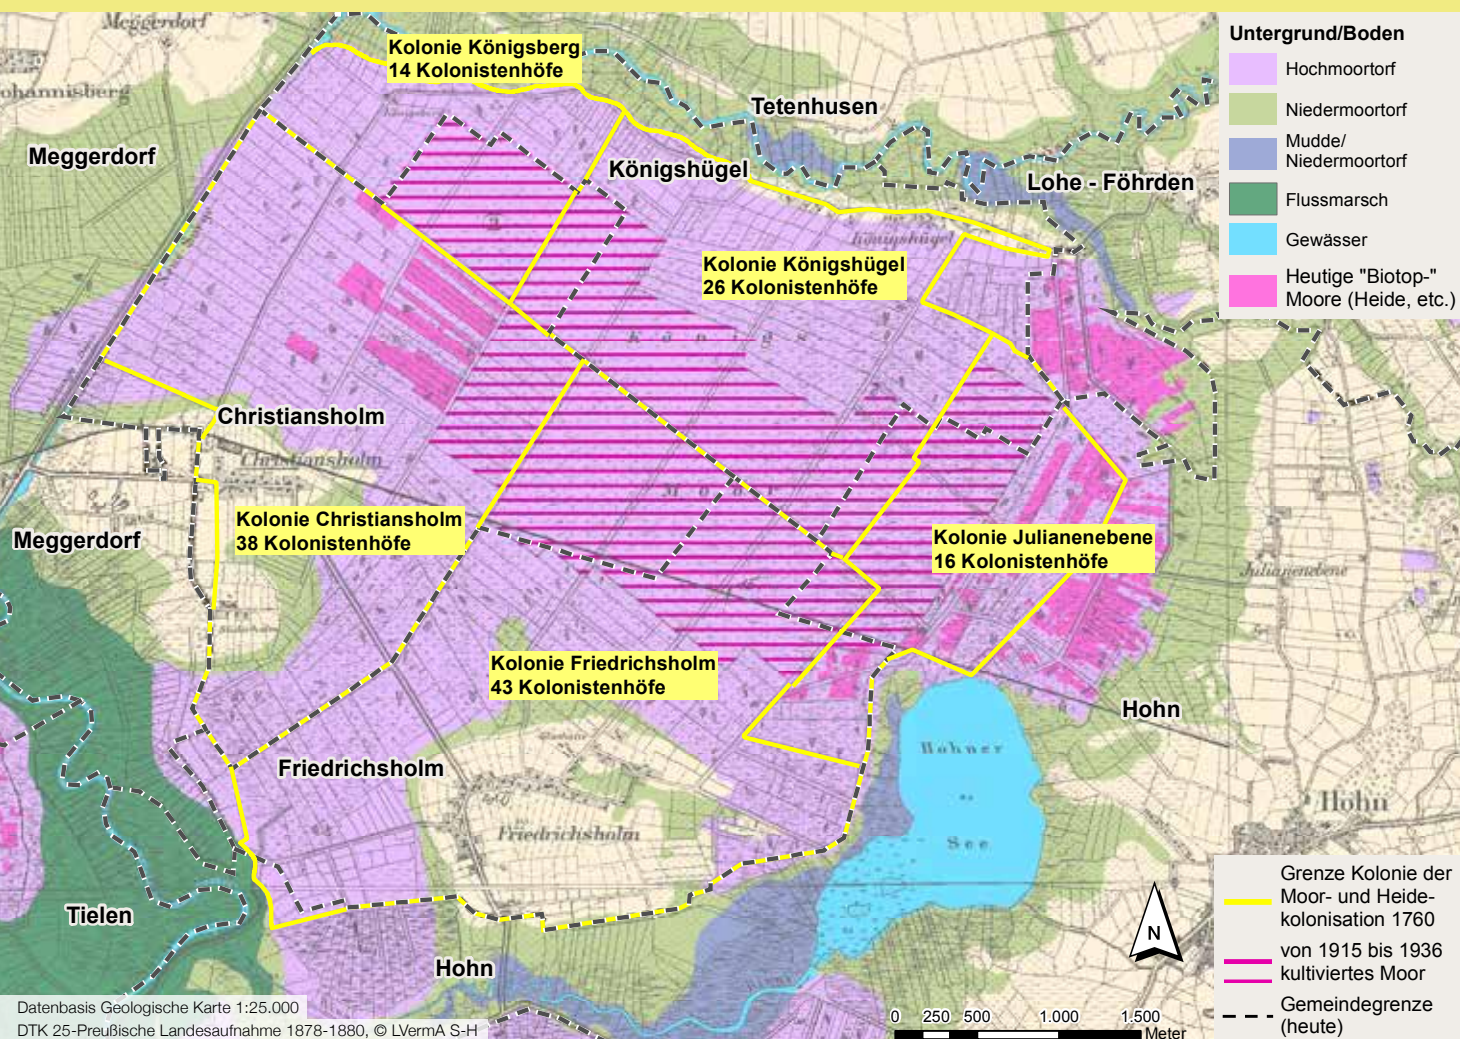 Meggerdorf
Kolonie Königsberg
14 Kolonistenhöfe
Tetenhusen
Meggerdorf
Königshügel
Lohe - Föhrden
Königshügel
Kolonie Königshügel
26 Kolonistenhöfe
Königs
Christiansholm
Christiansholm
Moor
Kolonie Christiansholm
38 Kolonistenhöfe
Meggerdorf
Kolonie Julianenebene
16 Kolonistenhöfe
Julianenebene
Kolonie Friedrichsholm
43 Kolonistenhöfe
Hohn
Friedrichsholm
Hohner
See
Hohn
Friedrichsholm
Tielen
Hohn
Untergrund/Boden
Hochmoortorf
Niedermoortorf
Mudde/
Niedermoortorf
Flussmarsch
Gewässer
Heutige "Biotop-"
Moore (Heide, etc.)
Grenze Kolonie der
Moor- und Heide-
kolonisation 1760
von 1915 bis 1936
kultiviertes Moor
Gemeindegrenze
(heute)
N
0 250 500 1.000 1.500
Meter
Datenbasis Geologische Karte 1:25.000
DTK 25-Preußische Landesaufnahme 1878-1880, © LVermA S-H